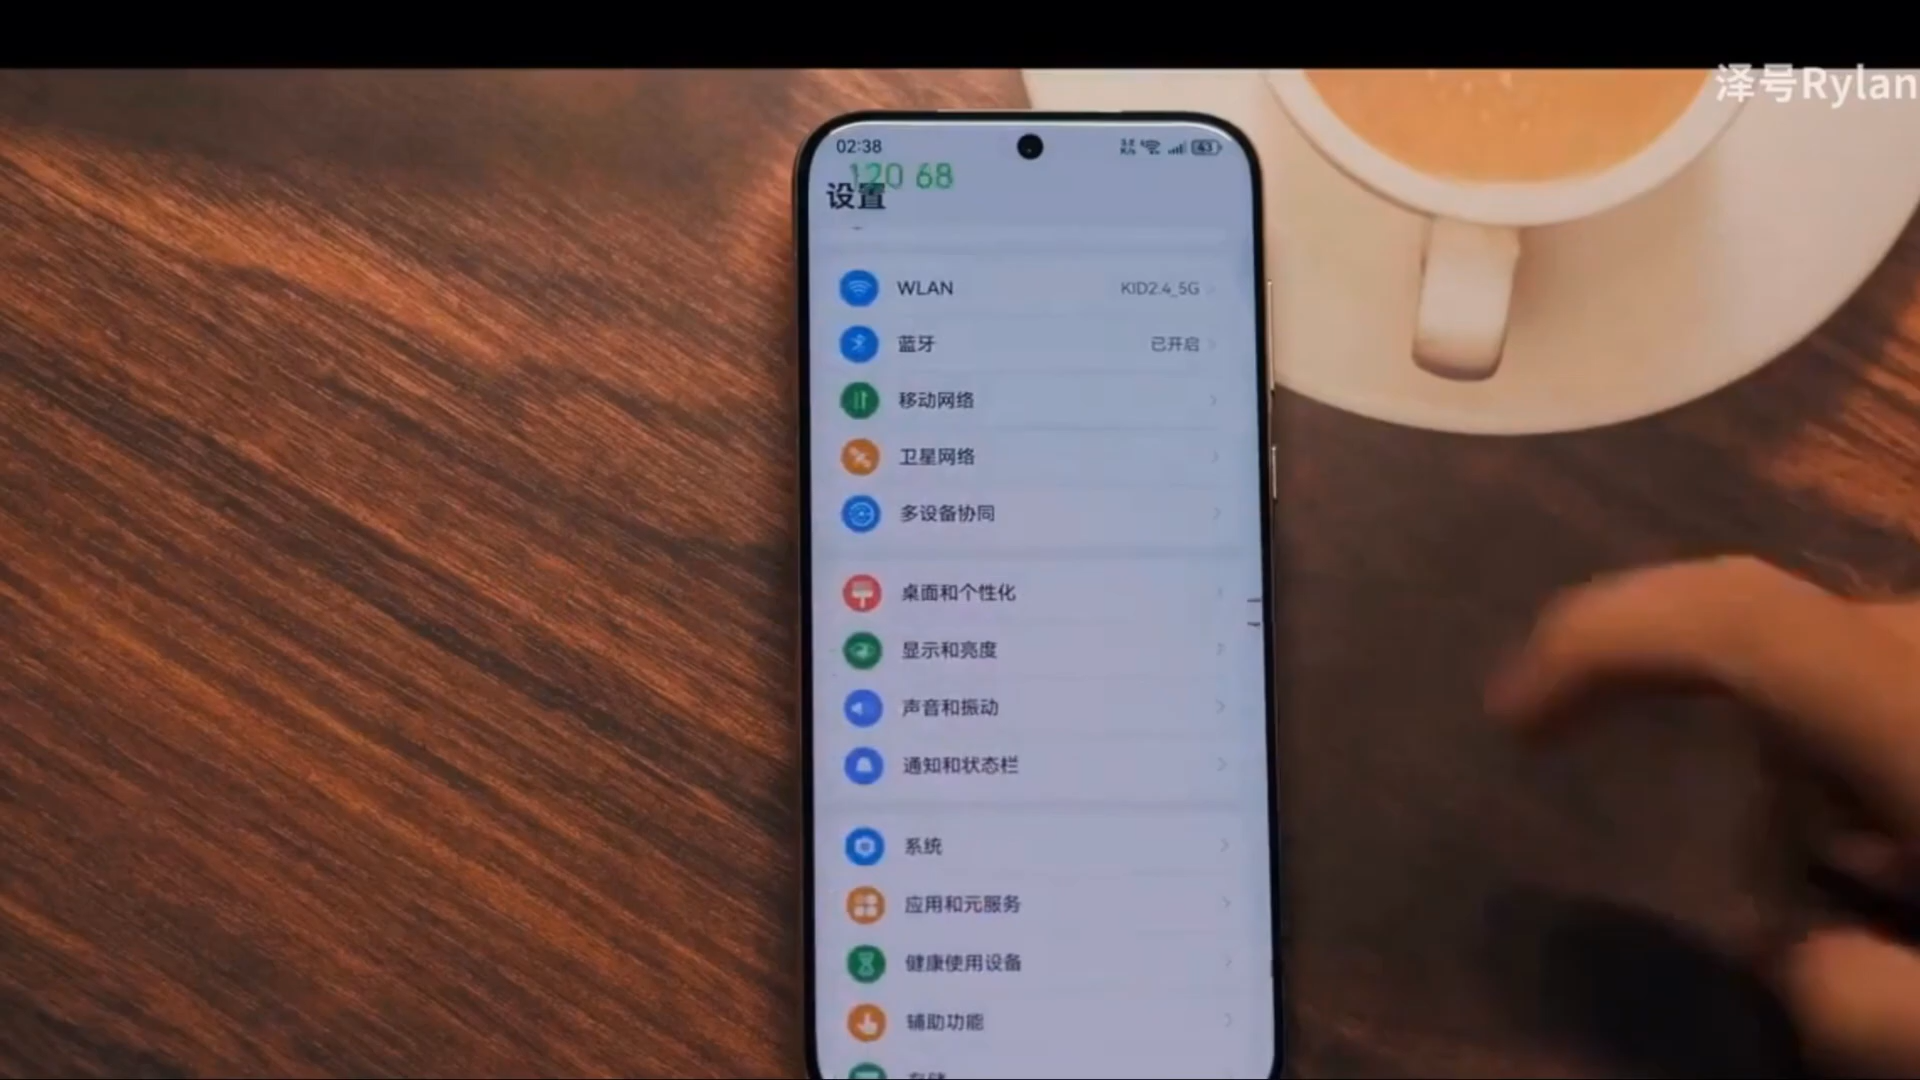 泽号Rylan
02:38
63
120 68
设置
WLAN KID2.4_5G
蓝牙 已开启
移动网络
卫星网络
多设备协同
桌面和个性化
显示和亮度
声音和振动
通知和状态栏
系统
应用和元服务
健康使用设备
辅助功能
存储